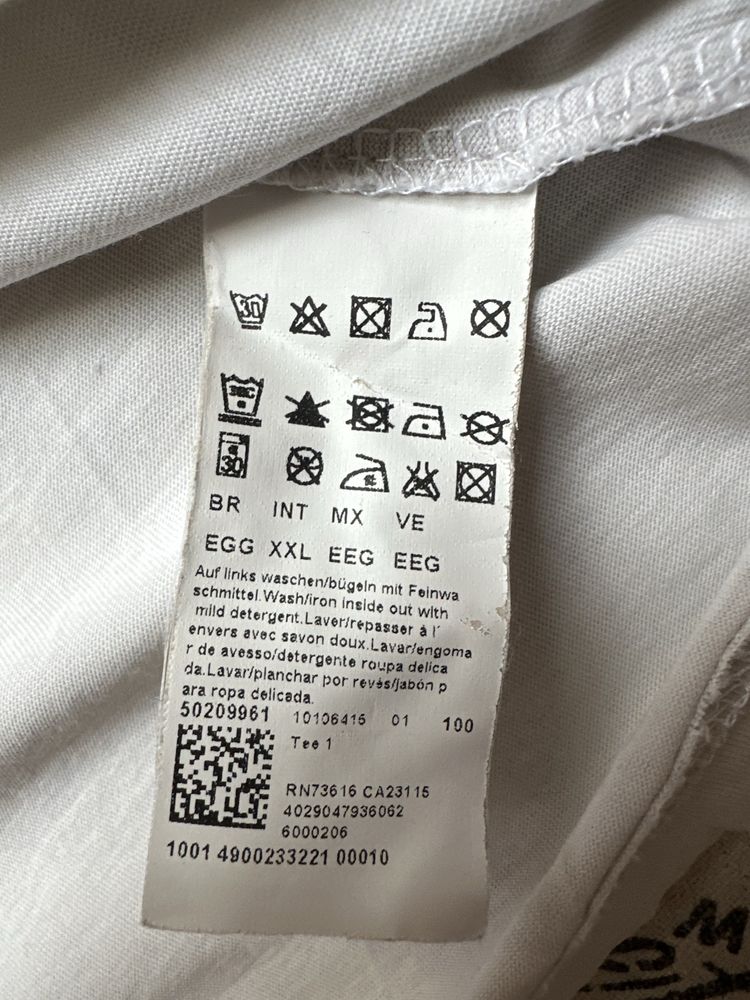 30
30C
30
BR INT MX VE
EGG XXL EEG EEG
Auf links waschen/bügeln mit Feinwa
schmittel.Wash/iron inside out with
mild detergent.Laver/repasser à l'
envers avec savon doux.Lavar/engoma
r de avesso/detergente roupa delica
da.Lavar/planchar por revés/jabón p
ara ropa delicada.
50209961 10106415 01 100
Tee 1
RN73616 CA23115
4029047936062
6000206
1001 4900233221 00010